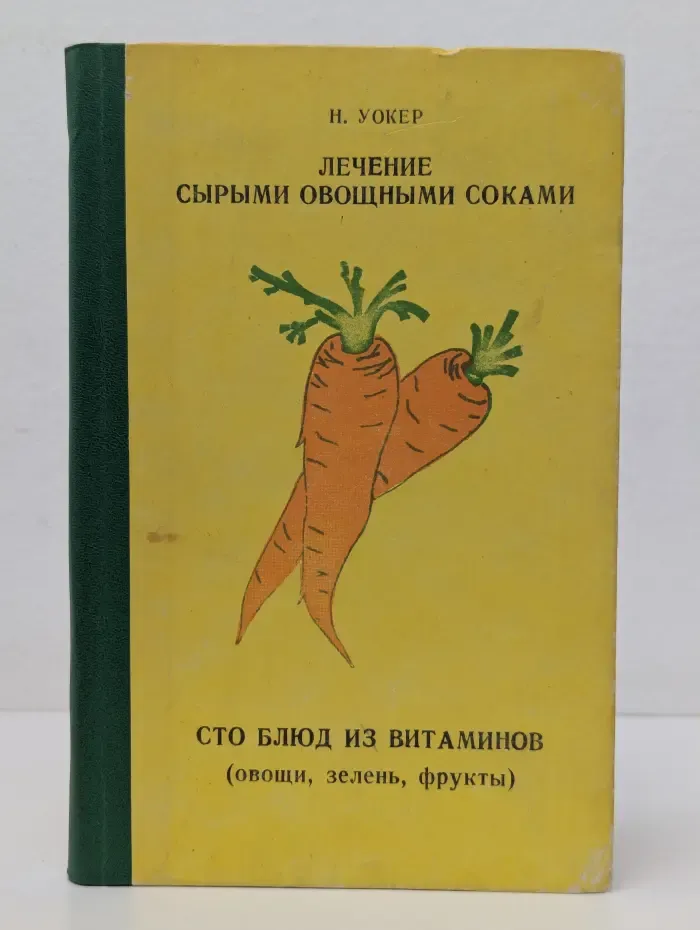 Н. УОКЕР
ЛЕЧЕНИЕ
СЫРЫМИ ОВОЩНЫМИ СОКАМИ
СТО БЛЮД ИЗ ВИТАМИНОВ
(овощи, зелень, фрукты)